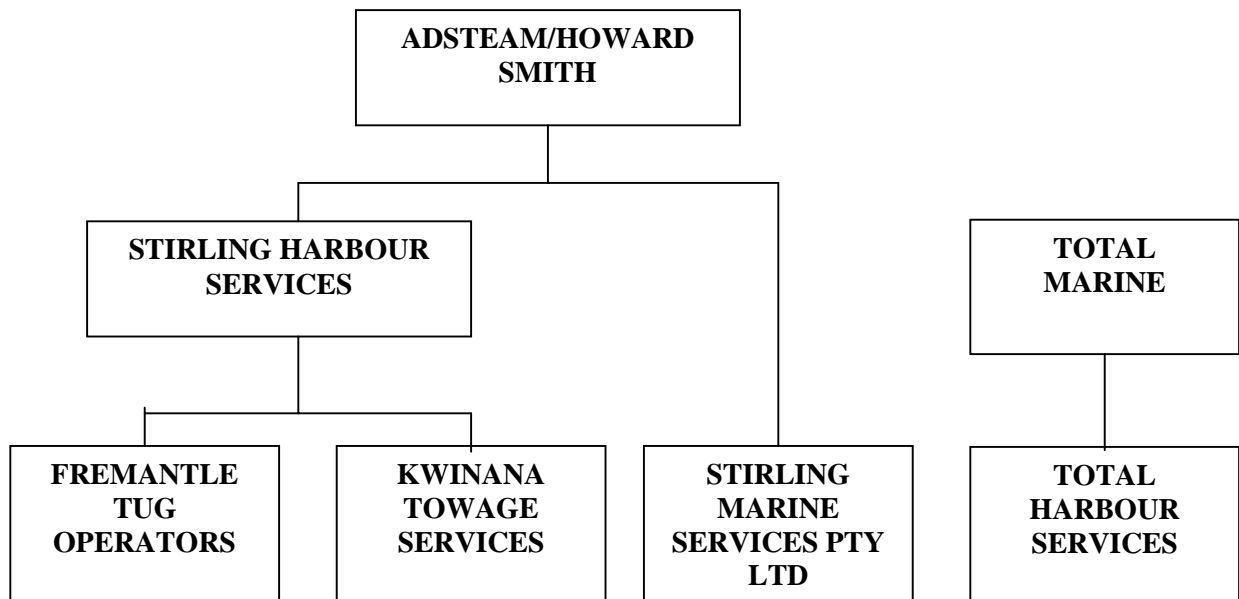 ADSTEAM/HOWARD
SMITH
STIRLING HARBOUR
SERVICES
TOTAL
MARINE
FREMANTLE
TUG
OPERATORS
KWINANA
TOWAGE
SERVICES
STIRLING
MARINE
SERVICES PTY
LTD
TOTAL
HARBOUR
SERVICES